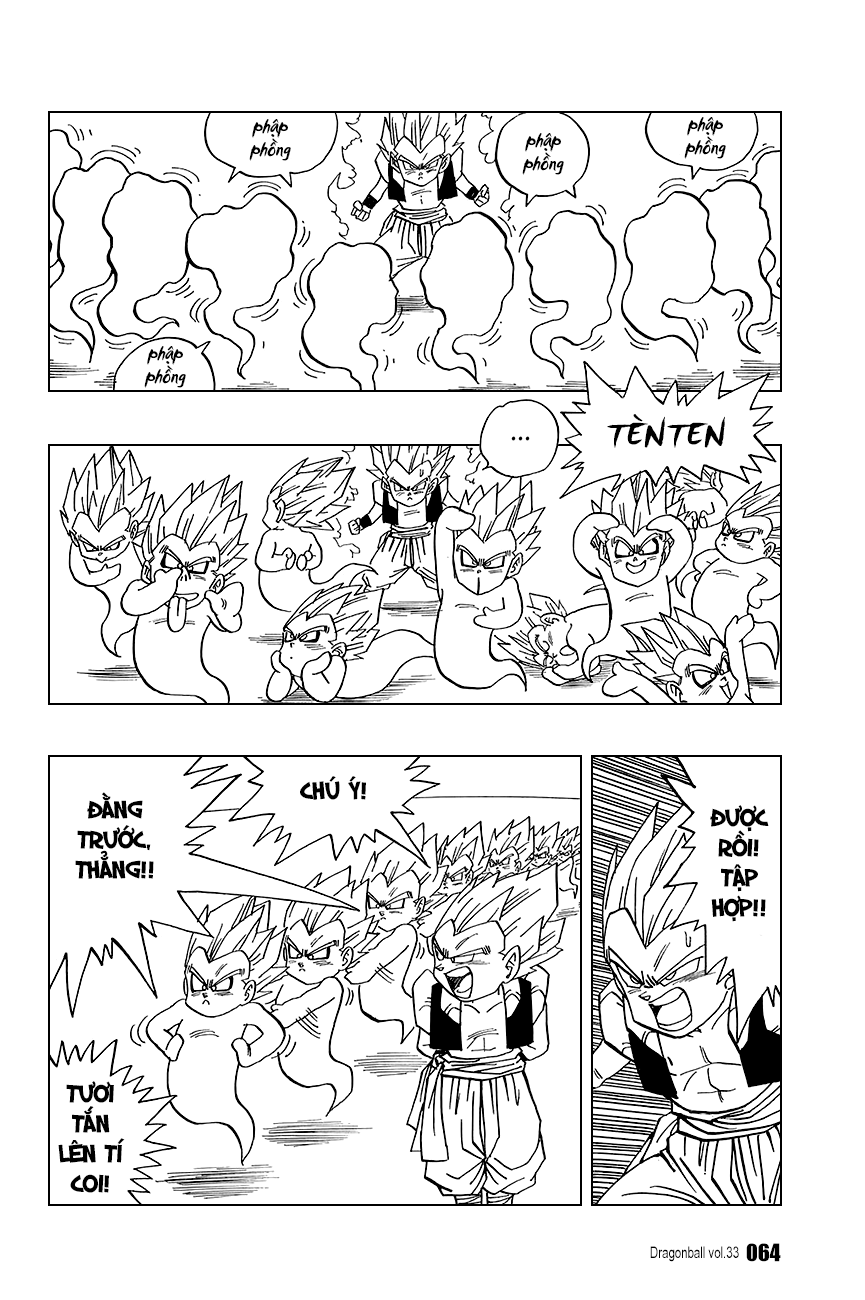 phập
phồng
phập
phồng
phập
phồng
phập
phồng
TÈNTEN
...
ĐƯỢC
RỒI!
TẬP
HỢP!!
CHÚ Ý!
ĐẰNG
TRƯỚC,
THẲNG!!
TƯƠI
TẮN
LÊN TÍ
COI!
Dragonball vol.33 064